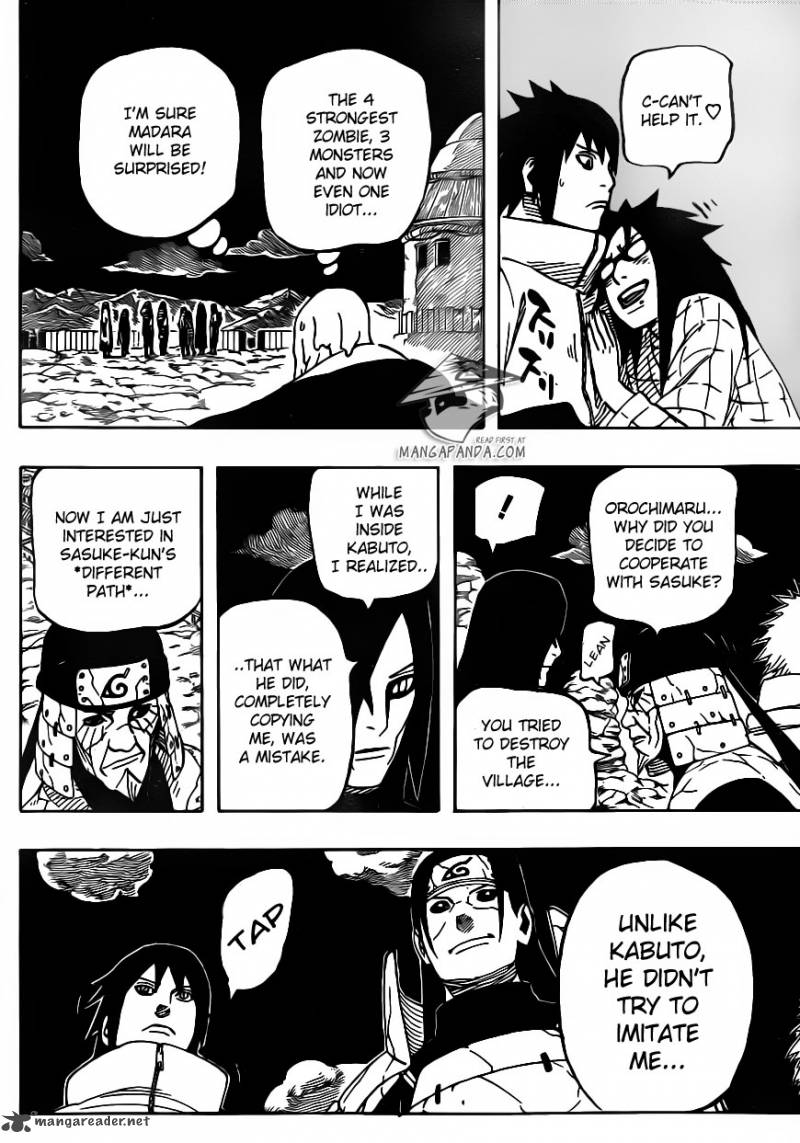 C-CAN'T
HELP IT.♡
THE 4
STRONGEST
ZOMBIE, 3
MONSTERS
AND NOW
EVEN ONE
IDIOT...
I'M SURE
MADARA
WILL BE
SURPRISED!
ズズズ
READ FIRST AT
MANGAPANDA.COM
OROCHIMARU...
WHY DID YOU
DECIDE TO
COOPERATE
WITH SASUKE?
!
LEAN
YOU TRIED
TO DESTROY
THE
VILLAGE...
WHILE
I WAS
INSIDE
KABUTO,
I REALIZED..
..THAT WHAT
HE DID,
COMPLETELY
COPYING
ME, WAS
A MISTAKE.
NOW I AM JUST
INTERESTED IN
SASUKE-KUN'S
*DIFFERENT
PATH*...
UNLIKE
KABUTO,
HE DIDN'T
TRY TO
IMITATE
ME...
TAP
mangareader.net